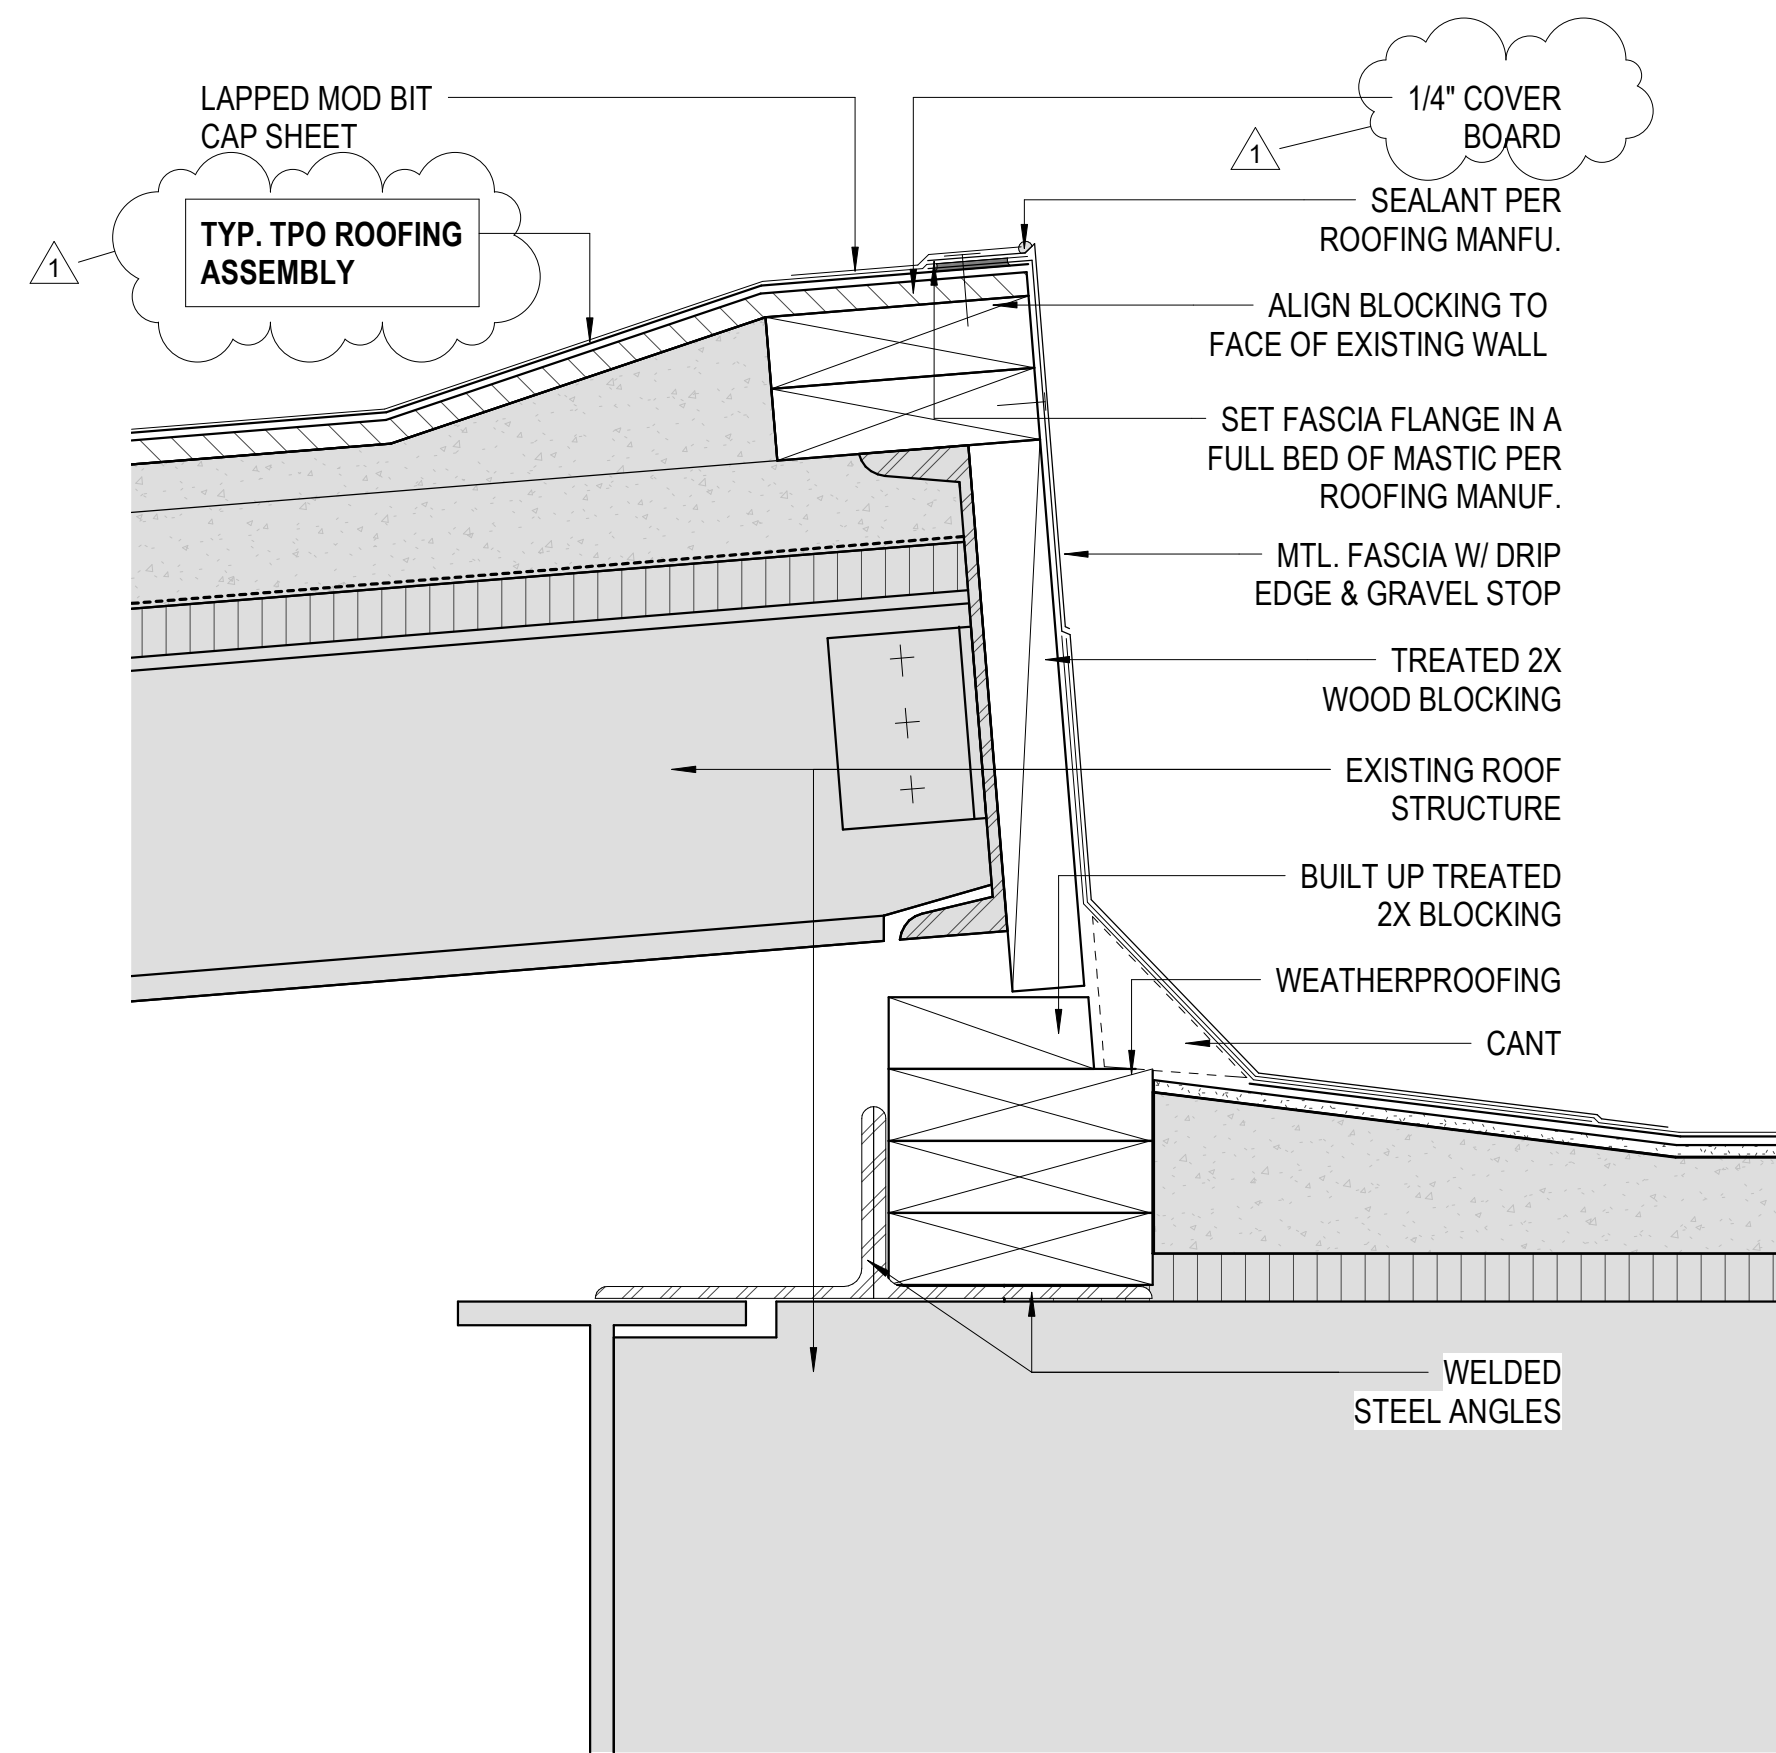 LAPPED MOD BIT
CAP SHEET
1
TYP. TPO ROOFING
ASSEMBLY
1/4" COVER
BOARD
1
SEALANT PER
ROOFING MANFU.
ALIGN BLOCKING TO
FACE OF EXISTING WALL
SET FASCIA FLANGE IN A
FULL BED OF MASTIC PER
ROOFING MANUF.
MTL. FASCIA W/ DRIP
EDGE & GRAVEL STOP
TREATED 2X
WOOD BLOCKING
EXISTING ROOF
STRUCTURE
BUILT UP TREATED
2X BLOCKING
WEATHERPROOFING
CANT
WELDED
STEEL ANGLES